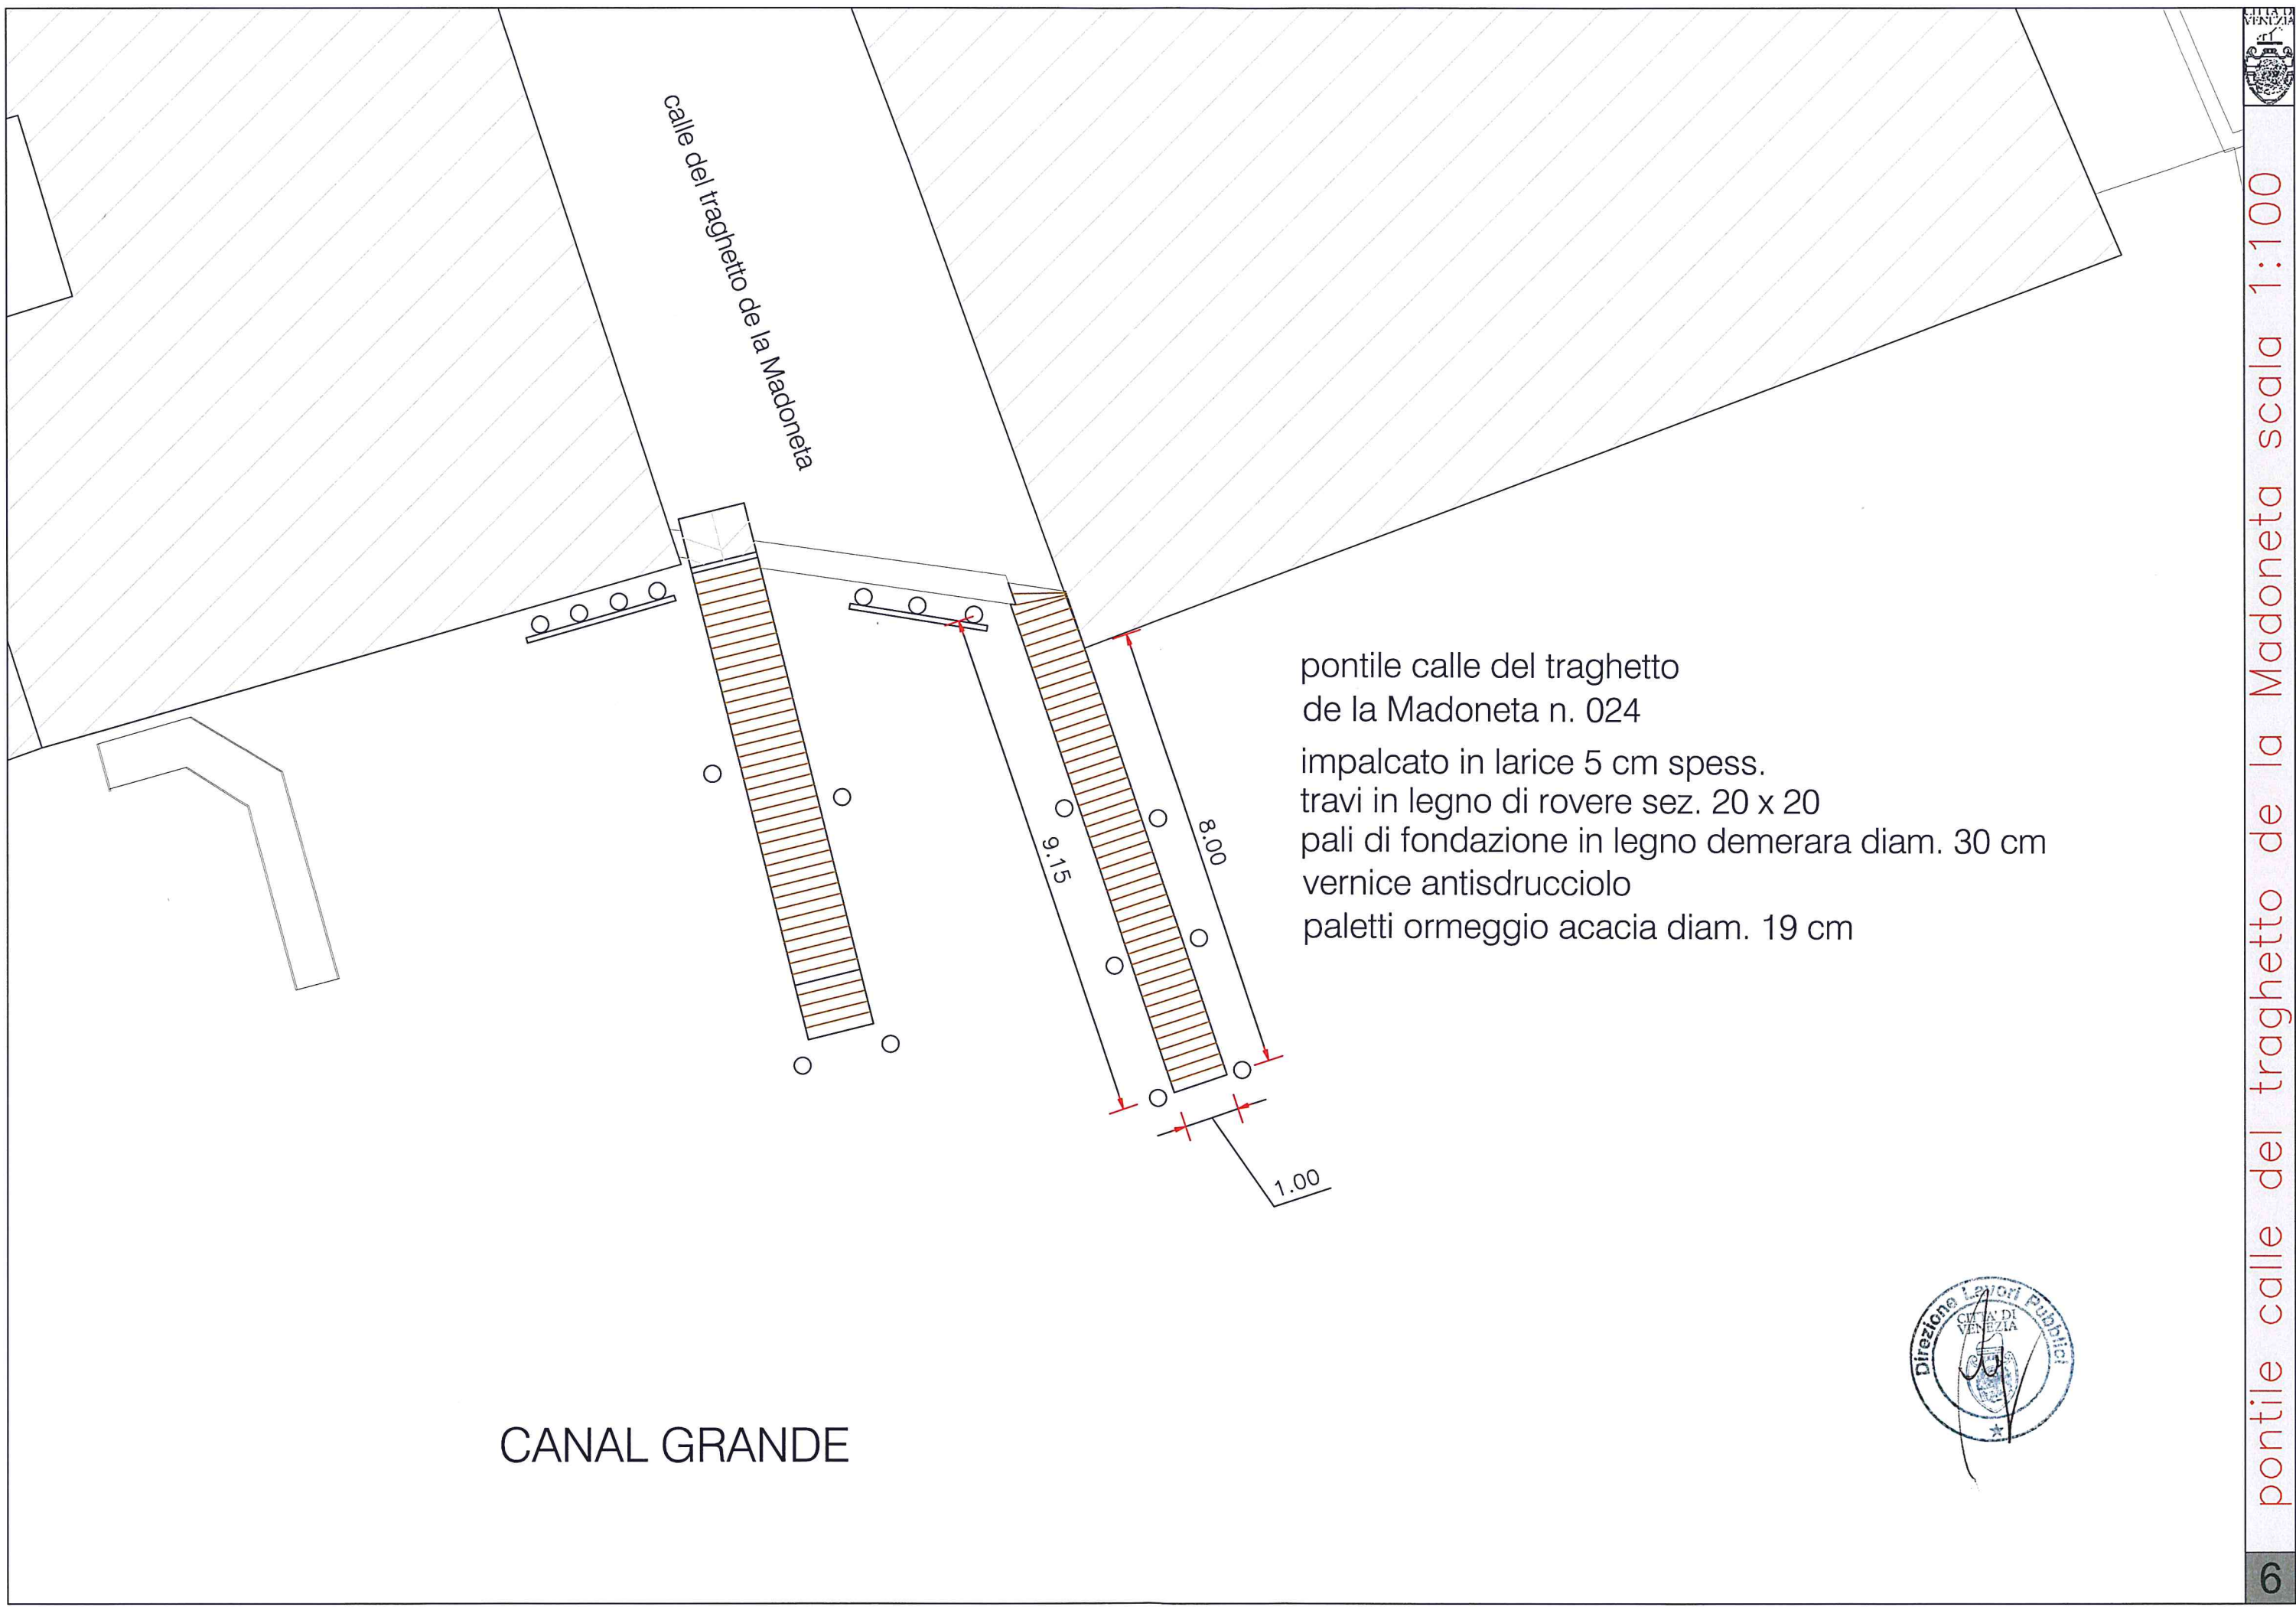 CITTA' DI
VENEZIA
calle del traghetto de la Madoneta
pontile calle del traghetto
de la Madoneta n. 024
impalcato in larice 5 cm spess.
travi in legno di rovere sez. 20 x 20
pali di fondazione in legno demerara diam. 30 cm
vernice antisdrucciolo
paletti ormeggio acacia diam. 19 cm
9.15
8.00
1.00
CANAL GRANDE
Direzione Lavori Pubblici
CITTA' DI
VENEZIA
pontile calle del traghetto de la Madoneta scala 1:100
6